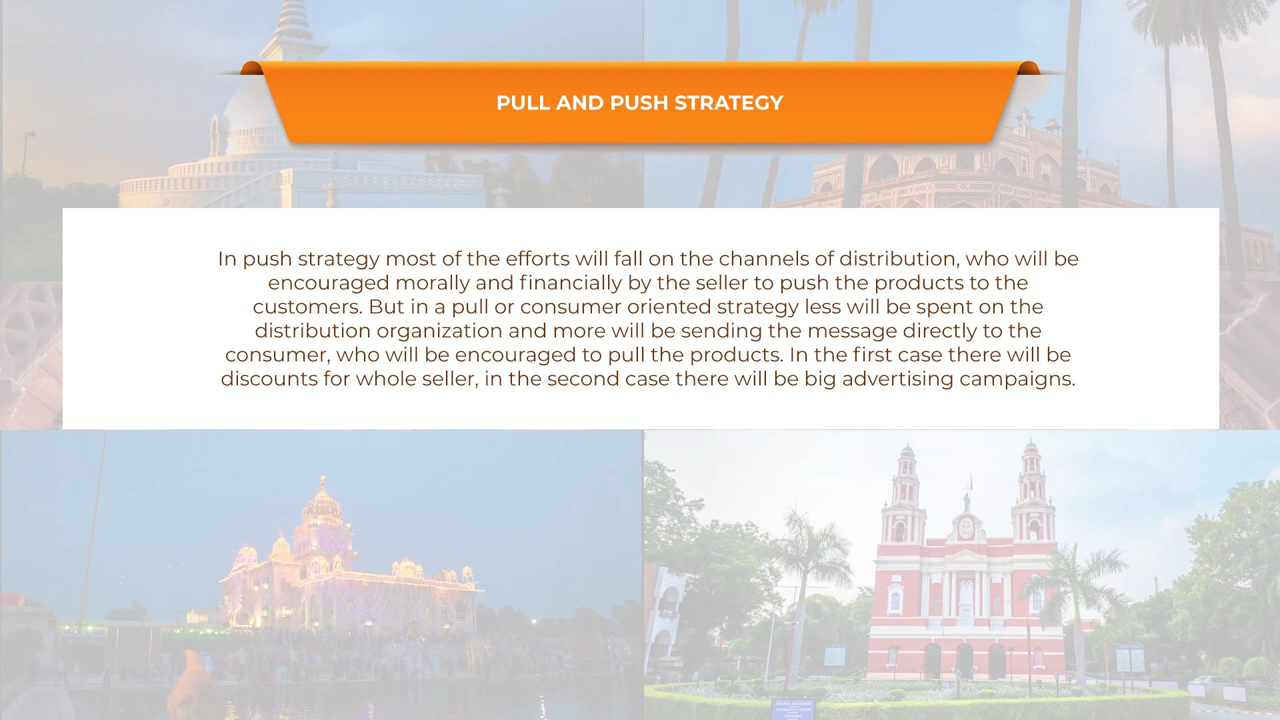 PULL AND PUSH STRATEGY
In push strategy most of the efforts will fall on the channels of distribution, who will be
encouraged morally and financially by the seller to push the products to the
customers. But in a pull or consumer oriented strategy less will be spent on the
distribution organization and more will be sending the message directly to the
consumer, who will be encouraged to pull the products. In the first case there will be
discounts for whole seller, in the second case there will be big advertising campaigns.